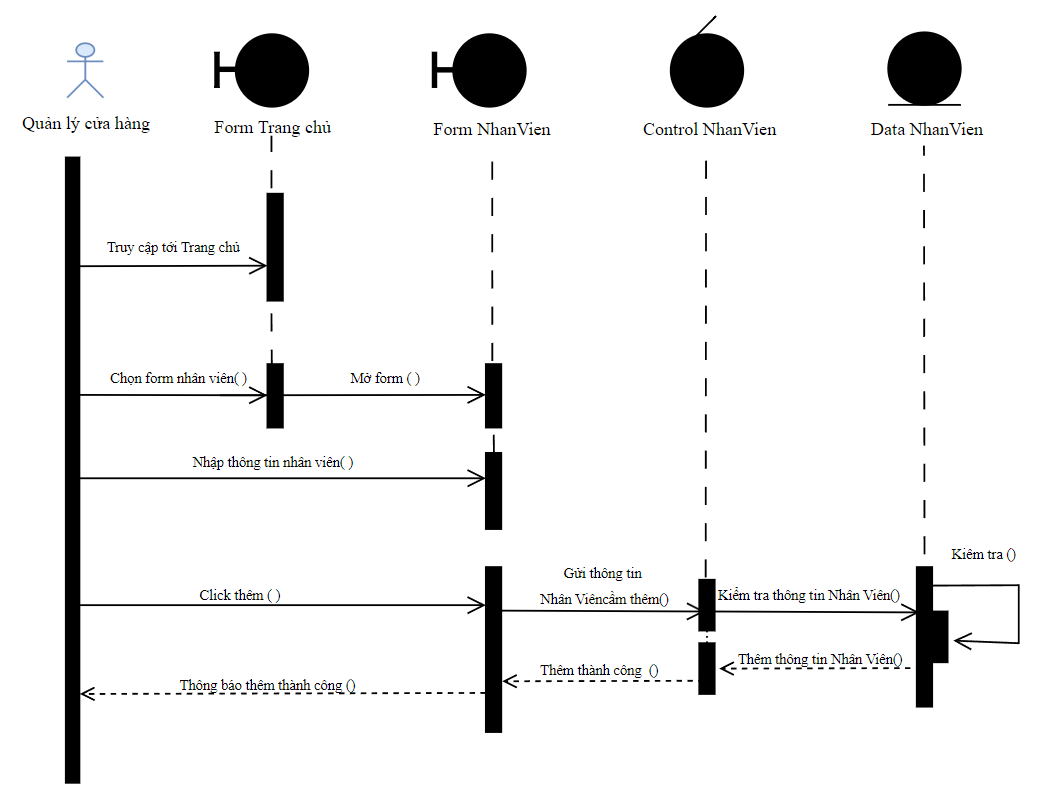 Quản lý cửa hàng
Form Trang chủ
Form NhanVien
Control NhanVien
Data NhanVien
Truy cập tới Trang chủ
Chọn form nhân viên( )
Mở form ( )
Nhập thông tin nhân viên( )
Kiêm tra ()
Click thêm ( )
Gửi thông tin
Nhân Viêncầm thêm()
Kiểm tra thông tin Nhân Viên()
Thêm thông tin Nhân Viên()
Thêm thành công ()
Thông báo thêm thành công ()